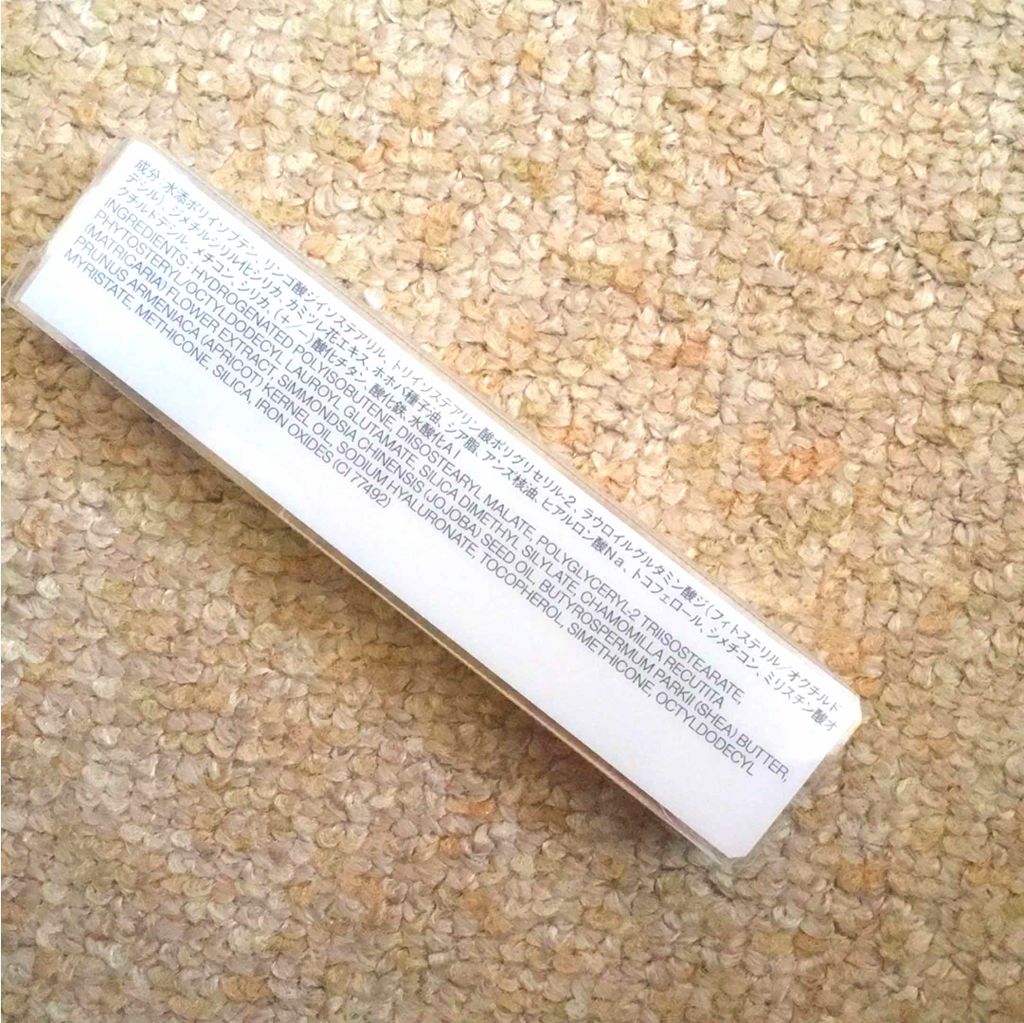 成分：水添ポリイソブテン、リンゴ酸ジイソステアリル、トリイソステアリン酸ポリグリセリル-2、ラウロイルグルタミン酸ジ（フィトステリル／オクチルド
デシル）、ジメチルシリル化シリカ、カミツレ花エキス、ホホバ種子油、シア脂、アンズ核油、ヒアルロン酸Na、トコフェロール、シメチコン、ミリスチン酸オ
クチルドデシル、メチコン、シリカ、（＋／－）酸化チタン、酸化鉄、水酸化Al
INGREDIENTS : HYDROGENATED POLYISOBUTENE, DIISOSTEARYL MALATE, POLYGLYCERYL-2 TRIISOSTEARATE,
PHYTOSTERYL/OCTYLDODECYL LAUROYL GLUTAMATE, SILICA DIMETHYL SILYLATE, CHAMOMILLA RECUTITA
(MATRICARIA) FLOWER EXTRACT, SIMMONDSIA CHINENSIS (JOJOBA) SEED OIL, BUTYROSPERMUM PARKII (SHEA) BUTTER,
PRUNUS ARMENIACA (APRICOT) KERNEL OIL, SODIUM HYALURONATE, TOCOPHEROL, SIMETHICONE, OCTYLDODECYL
MYRISTATE, METHICONE, SILICA, IRON OXIDES (CI 77492)